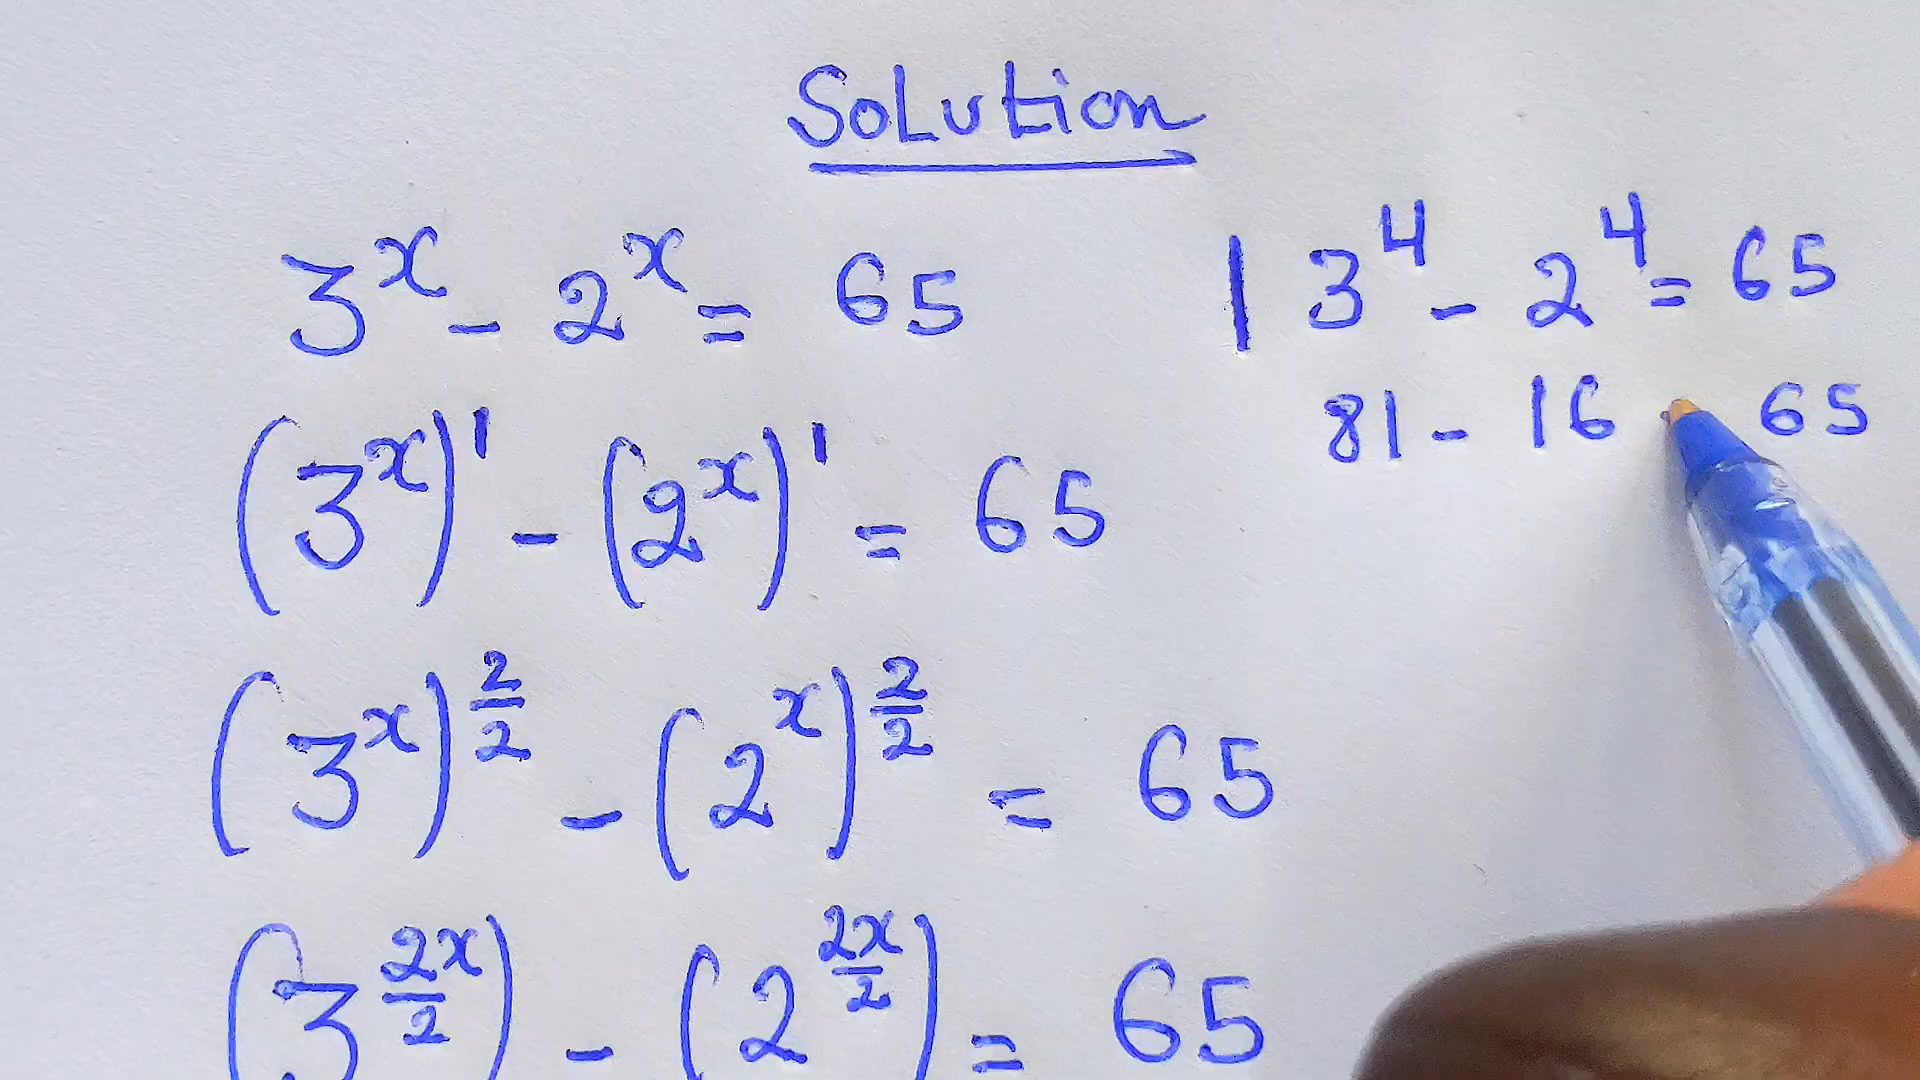 Solution
3^x - 2^x = 65
(3^x)^1 - (2^x)^1 = 65
(3^x)^(2/2) - (2^x)^(2/2) = 65
(3^(2x/2)) - (2^(2x/2)) = 65
| 3^4 - 2^4 = 65
81 - 16 65